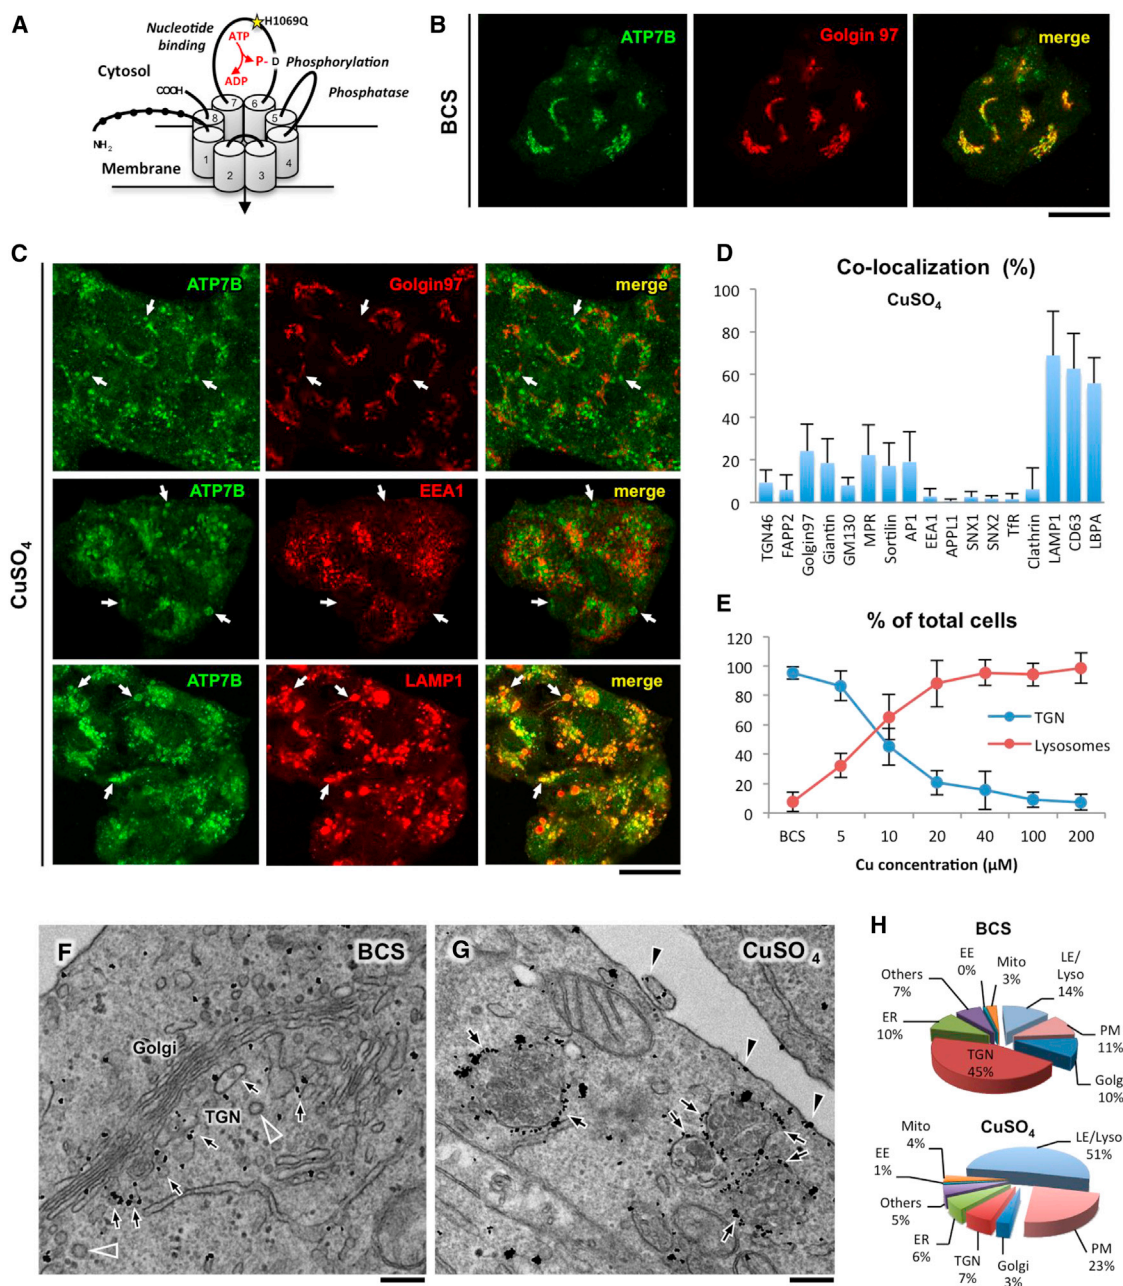 A
Nucleotide
binding
H1069Q
ATP
P-
D
ADP
Phosphorylation
Phosphatase
Cytosol
COOH
NH2
Membrane
7
6
8
5
1
4
2
3
B
BCS
ATP7B
Golgin 97
merge
C
CuSO4
ATP7B
Golgin97
merge
ATP7B
EEA1
merge
ATP7B
LAMP1
merge
D
Co-localization (%)
CuSO4
100
80
60
40
20
0
TGN46
FAPP2
Golgin97
Giantin
GM130
MPR
Sortilin
AP1
EEA1
APPL1
SNX1
SNX2
TfR
Clathrin
LAMP1
CD63
LBPA
E
% of total cells
120
100
80
60
40
20
0
TGN
Lysosomes
BCS 5 10 20 40 100 200
Cu concentration (μM)
F
BCS
Golgi
TGN
G
CuSO4
H
BCS
EE
0%
Mito
3%
LE/
Lyso
14%
Others
7%
ER
10%
PM
11%
TGN
45%
Golgi
10%
CuSO4
Mito
4%
LE/Lyso
51%
EE
1%
Others
5%
ER
6%
TGN
7%
Golgi
3%
PM
23%